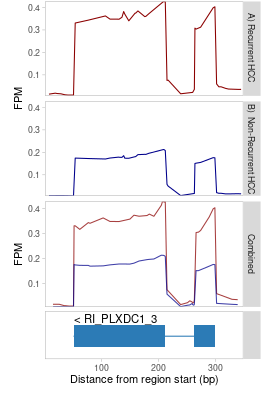 0.4
0.3
0.2
0.1
FPM
A) Recurrent HCC
0.4
0.3
0.2
0.1
FPM
B) Non-Recurrent HCC
0.4
0.3
0.2
0.1
FPM
Combined
< RI_PLXDC1_3
100 200 300
Distance from region start (bp)